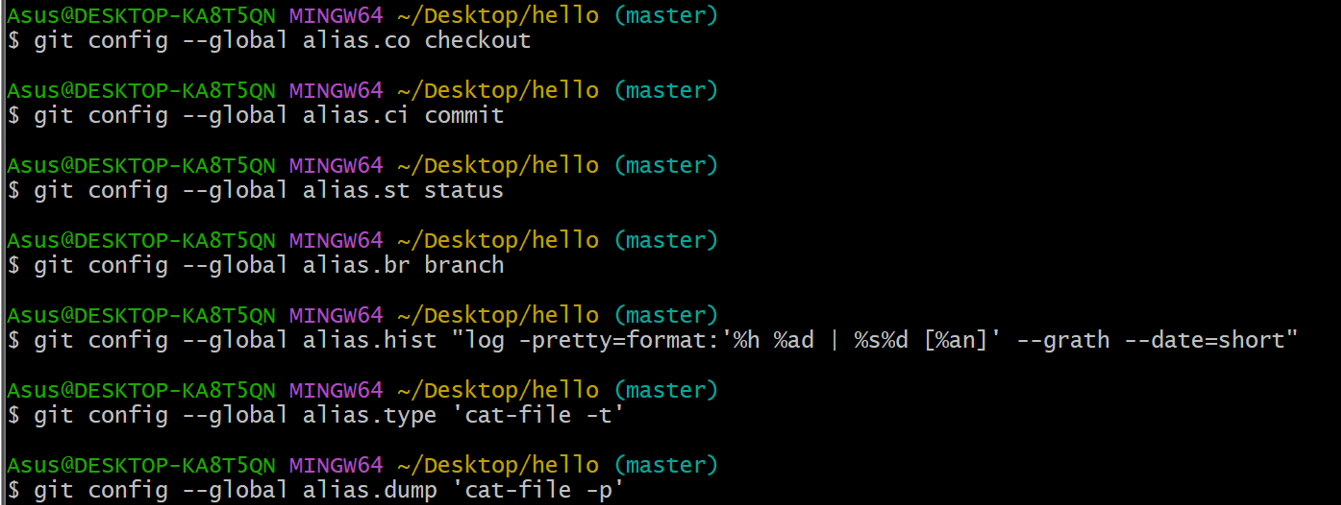 Asus@DESKTOP-KA8T5QN MINGW64 ~/Desktop/hello (master)
$ git config --global alias.co checkout
Asus@DESKTOP-KA8T5QN MINGW64 ~/Desktop/hello (master)
$ git config --global alias.ci commit
Asus@DESKTOP-KA8T5QN MINGW64 ~/Desktop/hello (master)
$ git config --global alias.st status
Asus@DESKTOP-KA8T5QN MINGW64 ~/Desktop/hello (master)
$ git config --global alias.br branch
Asus@DESKTOP-KA8T5QN MINGW64 ~/Desktop/hello (master)
$ git config --global alias.hist "log -pretty=format:'%h %ad | %s%d [%an]' --grath --date=short"
Asus@DESKTOP-KA8T5QN MINGW64 ~/Desktop/hello (master)
$ git config --global alias.type 'cat-file -t'
Asus@DESKTOP-KA8T5QN MINGW64 ~/Desktop/hello (master)
$ git config --global alias.dump 'cat-file -p'